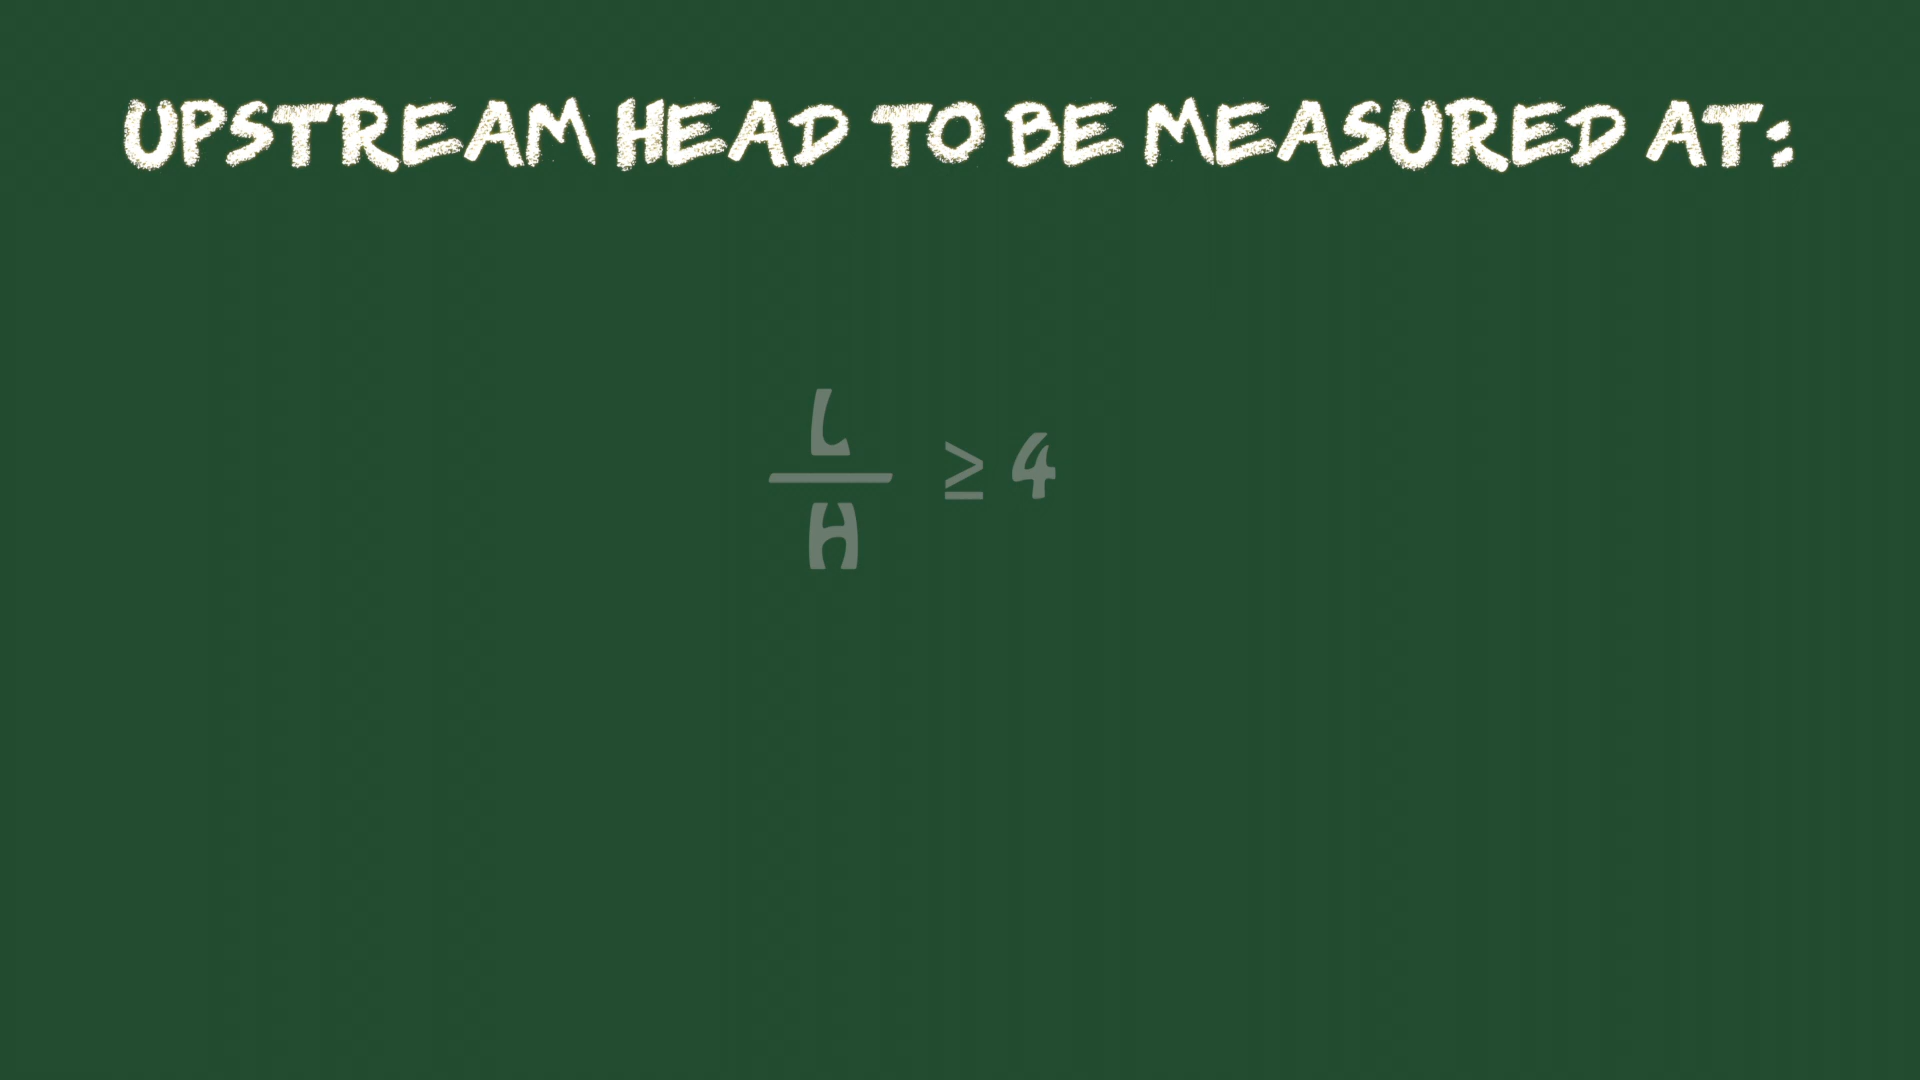 UPSTREAM HEAD TO BE MEASURED AT:
L
≥ 4
H